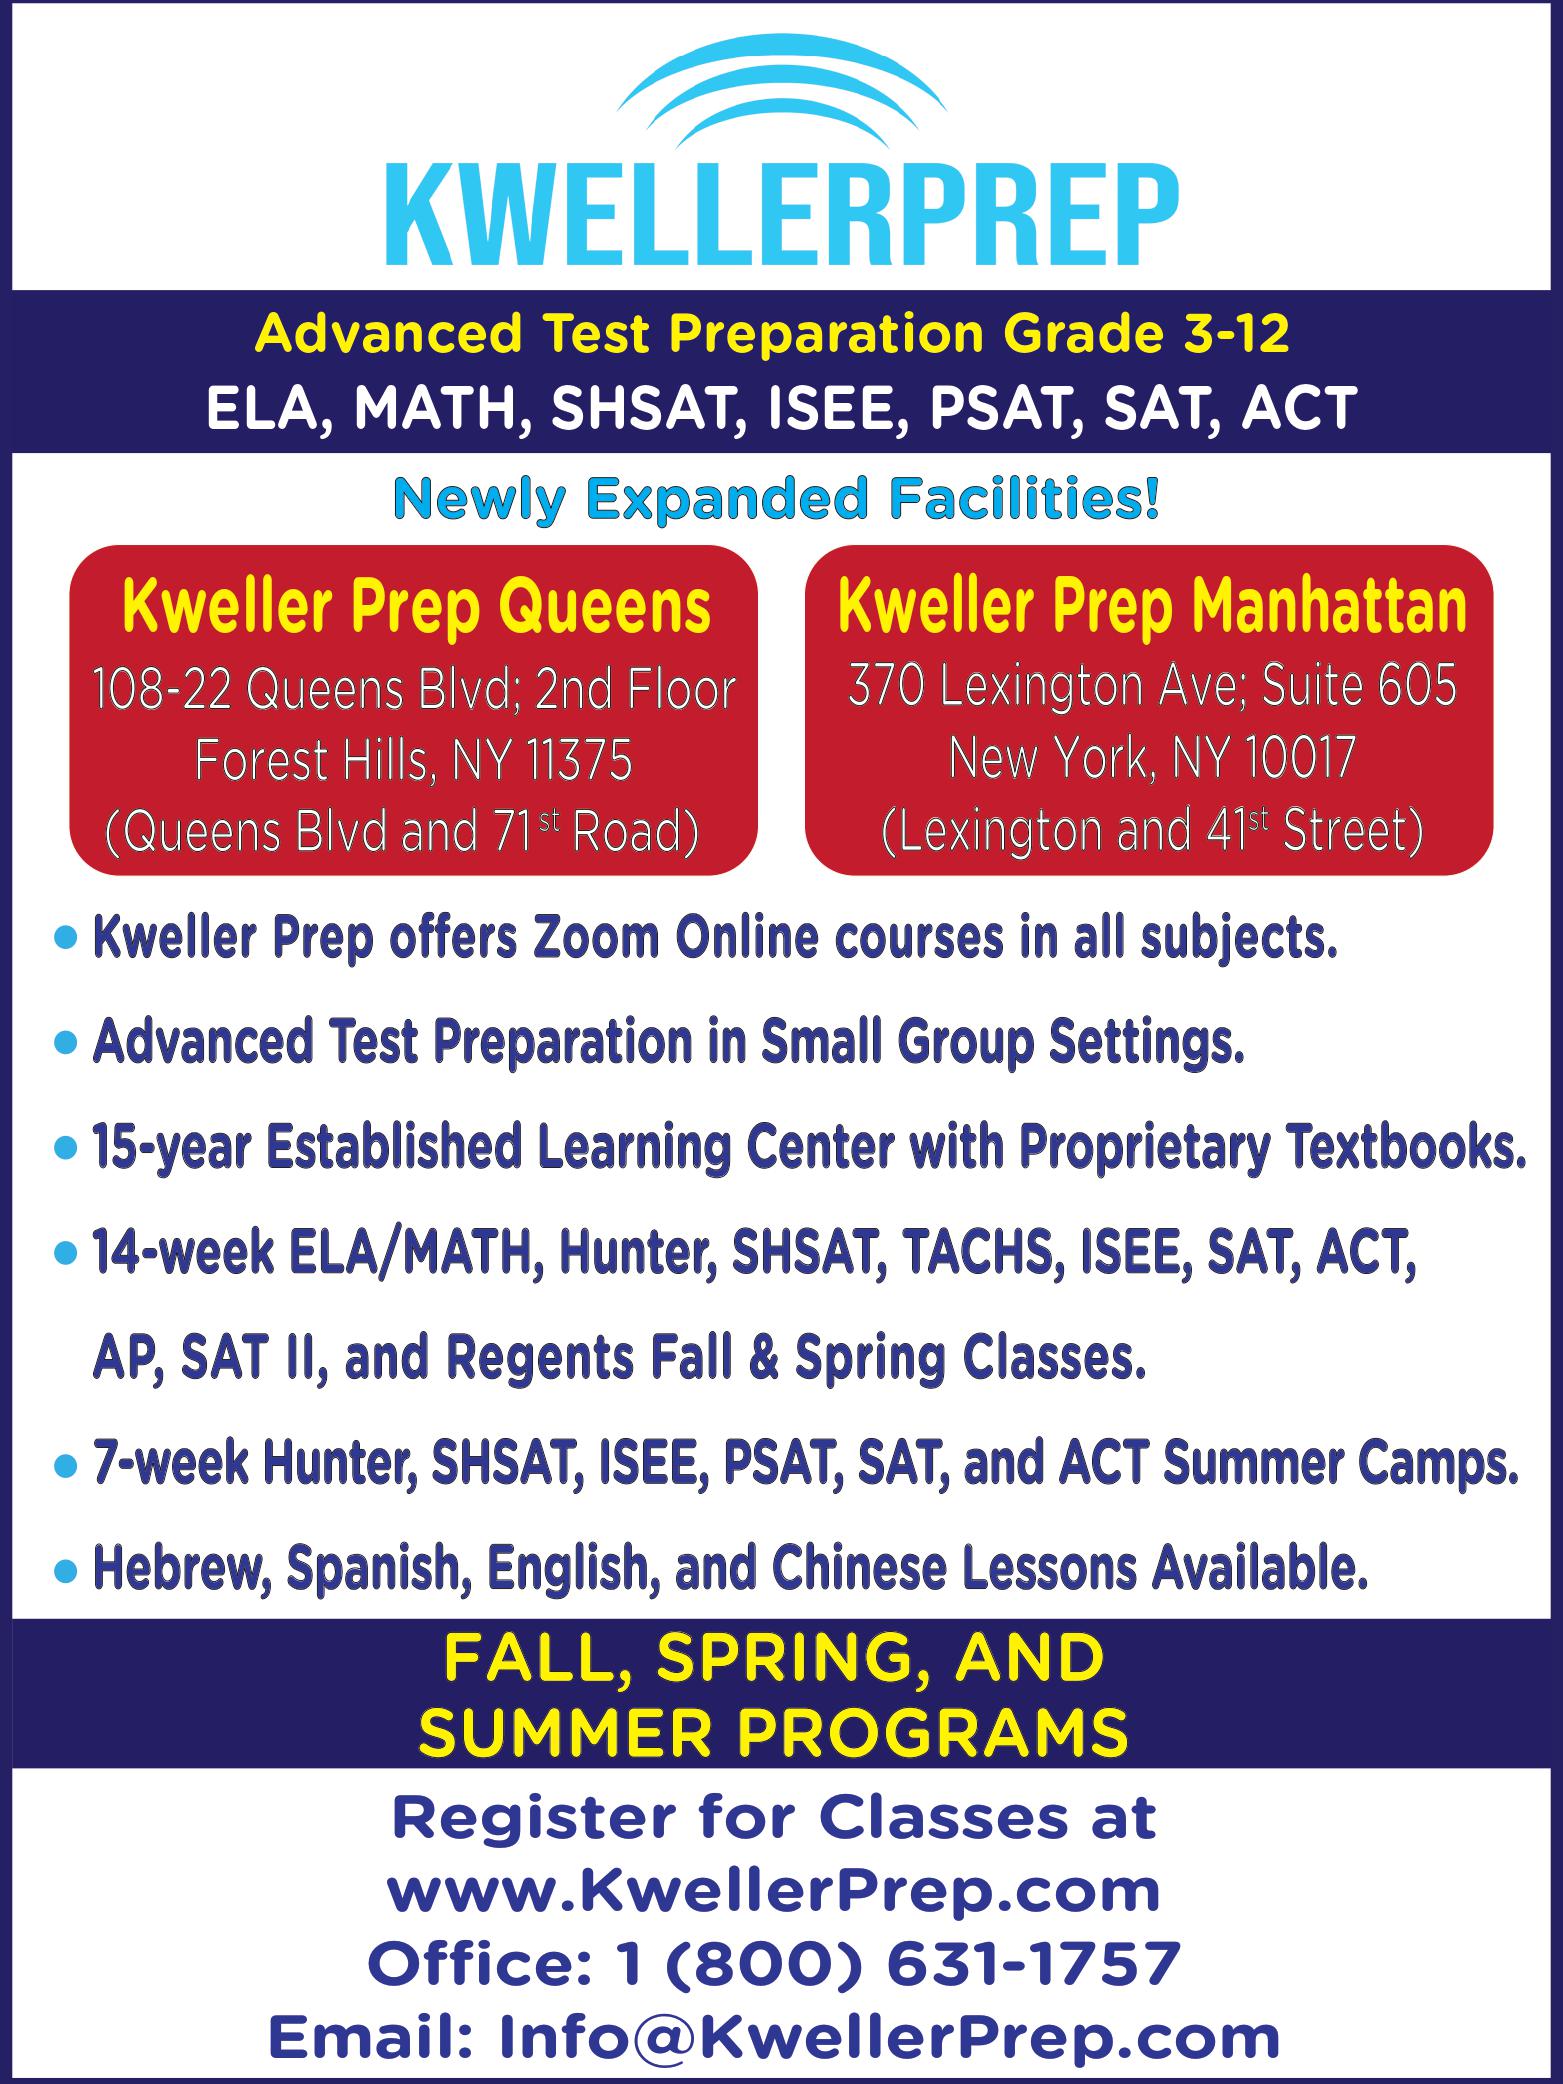 KWELLERPREP
Advanced Test Preparation Grade 3-12
ELA, MATH, SHSAT, ISEE, PSAT, SAT, ACT
Newly Expanded Facilities!
Kweller Prep Queens
108-22 Queens Blvd; 2nd Floor
Forest Hills, NY 11375
(Queens Blvd and 71st Road)
Kweller Prep Manhattan
370 Lexington Ave; Suite 605
New York, NY 10017
(Lexington and 41st Street)
• Kweller Prep offers Zoom Online courses in all subjects.
• Advanced Test Preparation in Small Group Settings.
• 15-year Established Learning Center with Proprietary Textbooks.
• 14-week ELA/MATH, Hunter, SHSAT, TACHS, ISEE, SAT, ACT,
AP, SAT II, and Regents Fall & Spring Classes.
• 7-week Hunter, SHSAT, ISEE, PSAT, SAT, and ACT Summer Camps.
• Hebrew, Spanish, English, and Chinese Lessons Available.
FALL, SPRING, AND
SUMMER PROGRAMS
Register for Classes at
www.KwellerPrep.com
Office: 1 (800) 631-1757
Email: Info@KwellerPrep.com